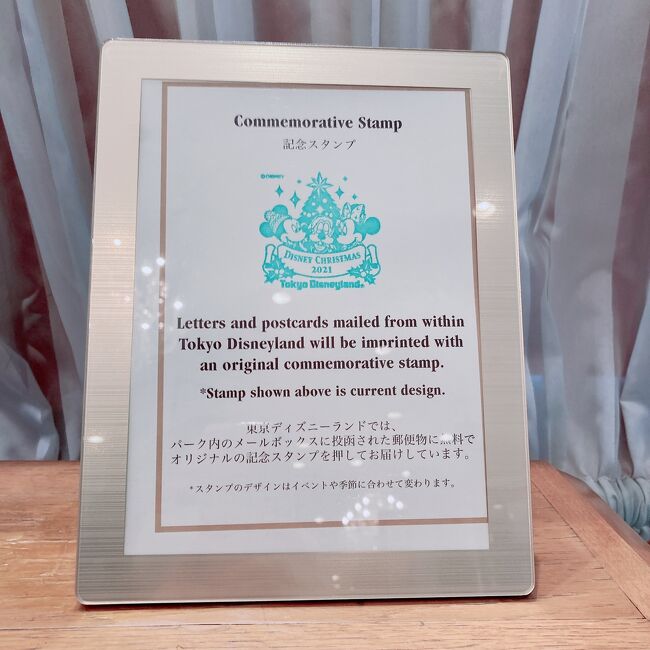 Commemorative Stamp
記念スタンプ
©DISNEY
DISNEY CHRISTMAS
2021
Tokyo Disneyland®
Letters and postcards mailed from within
Tokyo Disneyland will be imprinted with
an original commemorative stamp.
*Stamp shown above is current design.
東京ディズニーランドでは、
パーク内のメールボックスに投函された郵便物に無料で
オリジナルの記念スタンプを押してお届けしています。
*スタンプのデザインはイベントや季節に合わせて変わります。